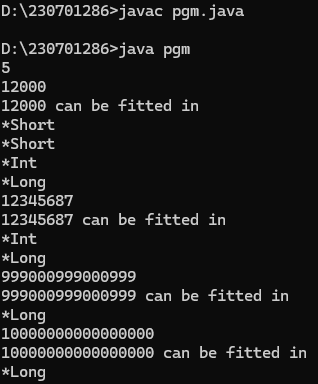 D:\230701286>javac pgm.java
D:\230701286>java pgm
5
12000
12000 can be fitted in
*Short
*Short
*Int
*Long
12345687
12345687 can be fitted in
*Int
*Long
999000999000999
999000999000999 can be fitted in
*Long
10000000000000000
10000000000000000 can be fitted in
*Long